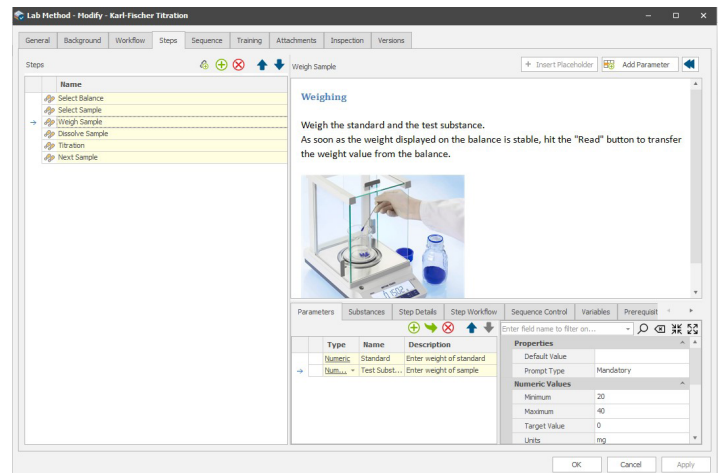 Lab Method - Modify - Karl-Fischer Titration
General Background Workflow Steps Sequence Training Attachments Inspection Versions
Steps
Name
Select Balance
Select Sample
Weigh Sample
Dissolve Sample
Titration
Next Sample
Weigh Sample
+ Insert Placeholder Add Parameter
Weighing
Weigh the standard and the test substance.
As soon as the weight displayed on the balance is stable, hit the "Read" button to transfer
the weight value from the balance.
Parameters Substances Step Details Step Workflow Sequence Control Variables Prerequisit
Type Name Description
Numeric Standard Enter weight of standard
Num... Test Subst... Enter weight of sample
Enter field name to filter on...
Properties
Default Value
Prompt Type Mandatory
Numeric Values
Minimum 20
Maximum 40
Target Value 0
Units mg
OK Cancel Apply